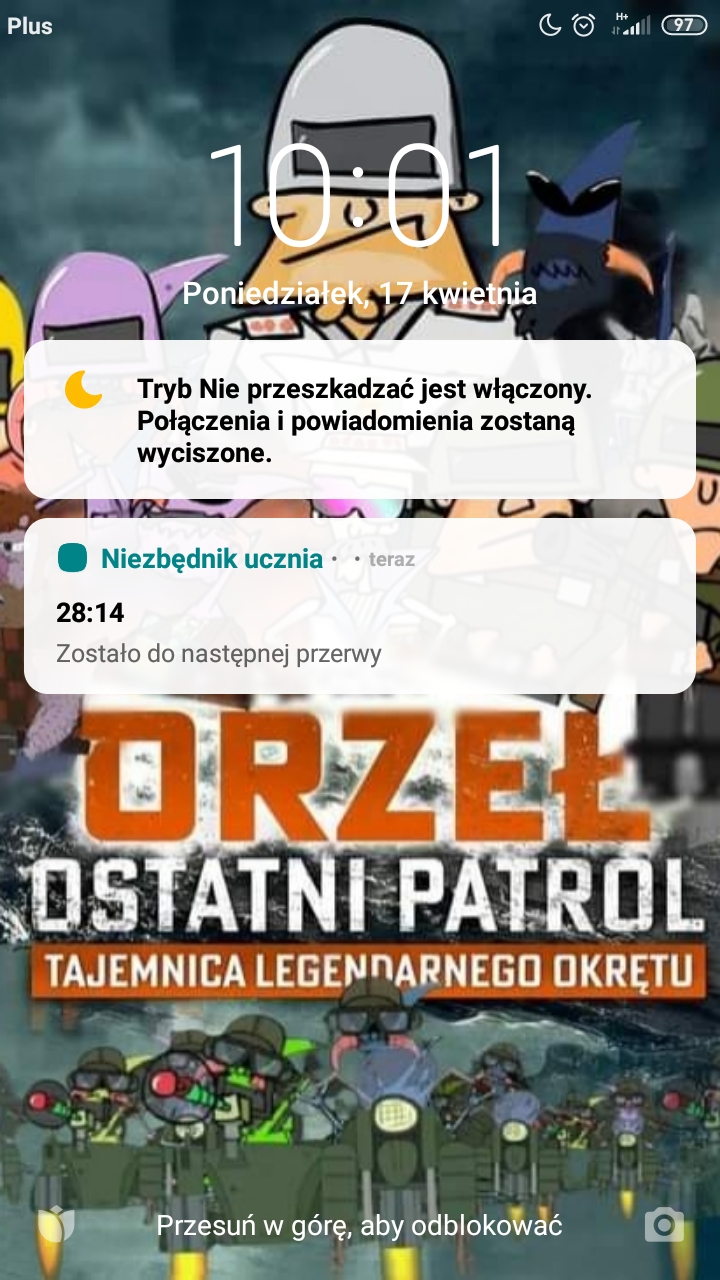 Plus
H+
97
10:01
Poniedziałek, 17 kwietnia
Tryb Nie przeszkadzać jest włączony.
Połączenia i powiadomienia zostaną
wyciszone.
Niezbędnik ucznia · · teraz
28:14
Zostało do następnej przerwy
ORZEŁ
OSTATNI PATROL
TAJEMNICA LEGENDARNEGO OKRĘTU
Przesuń w górę, aby odblokować